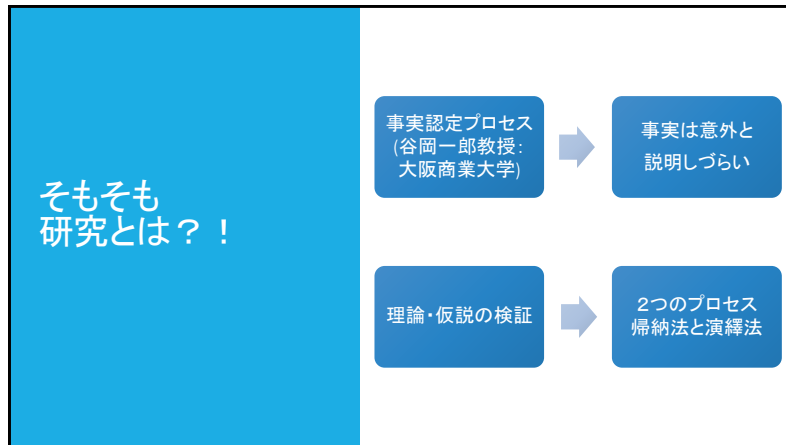 そもそも
研究とは？！
事実認定プロセス
(谷岡一郎教授：
大阪商業大学)
事実は意外と
説明しづらい
理論・仮説の検証
２つのプロセス
帰納法と演繹法